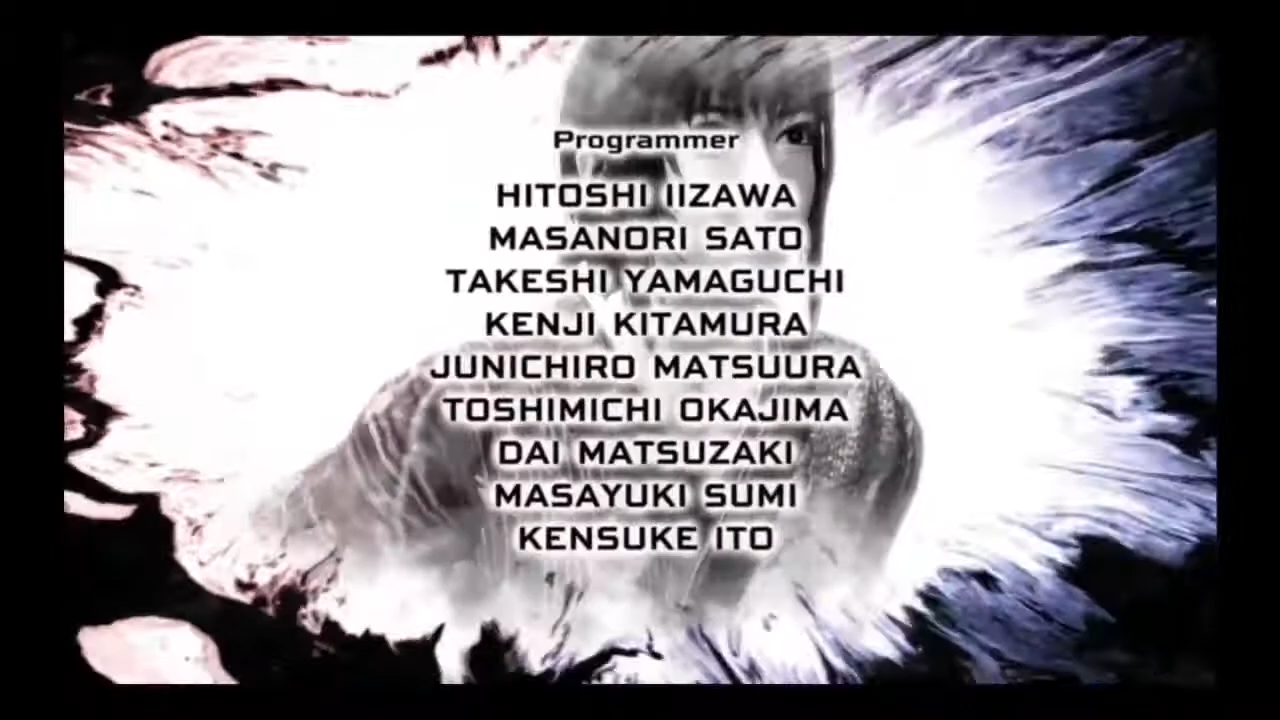 Programmer
HITOSHI IIZAWA
MASANORI SATO
TAKESHI YAMAGUCHI
KENJI KITAMURA
JUNICHIRO MATSUURA
TOSHIMICHI OKAJIMA
DAI MATSUZAKI
MASAYUKI SUMI
KENSUKE ITO